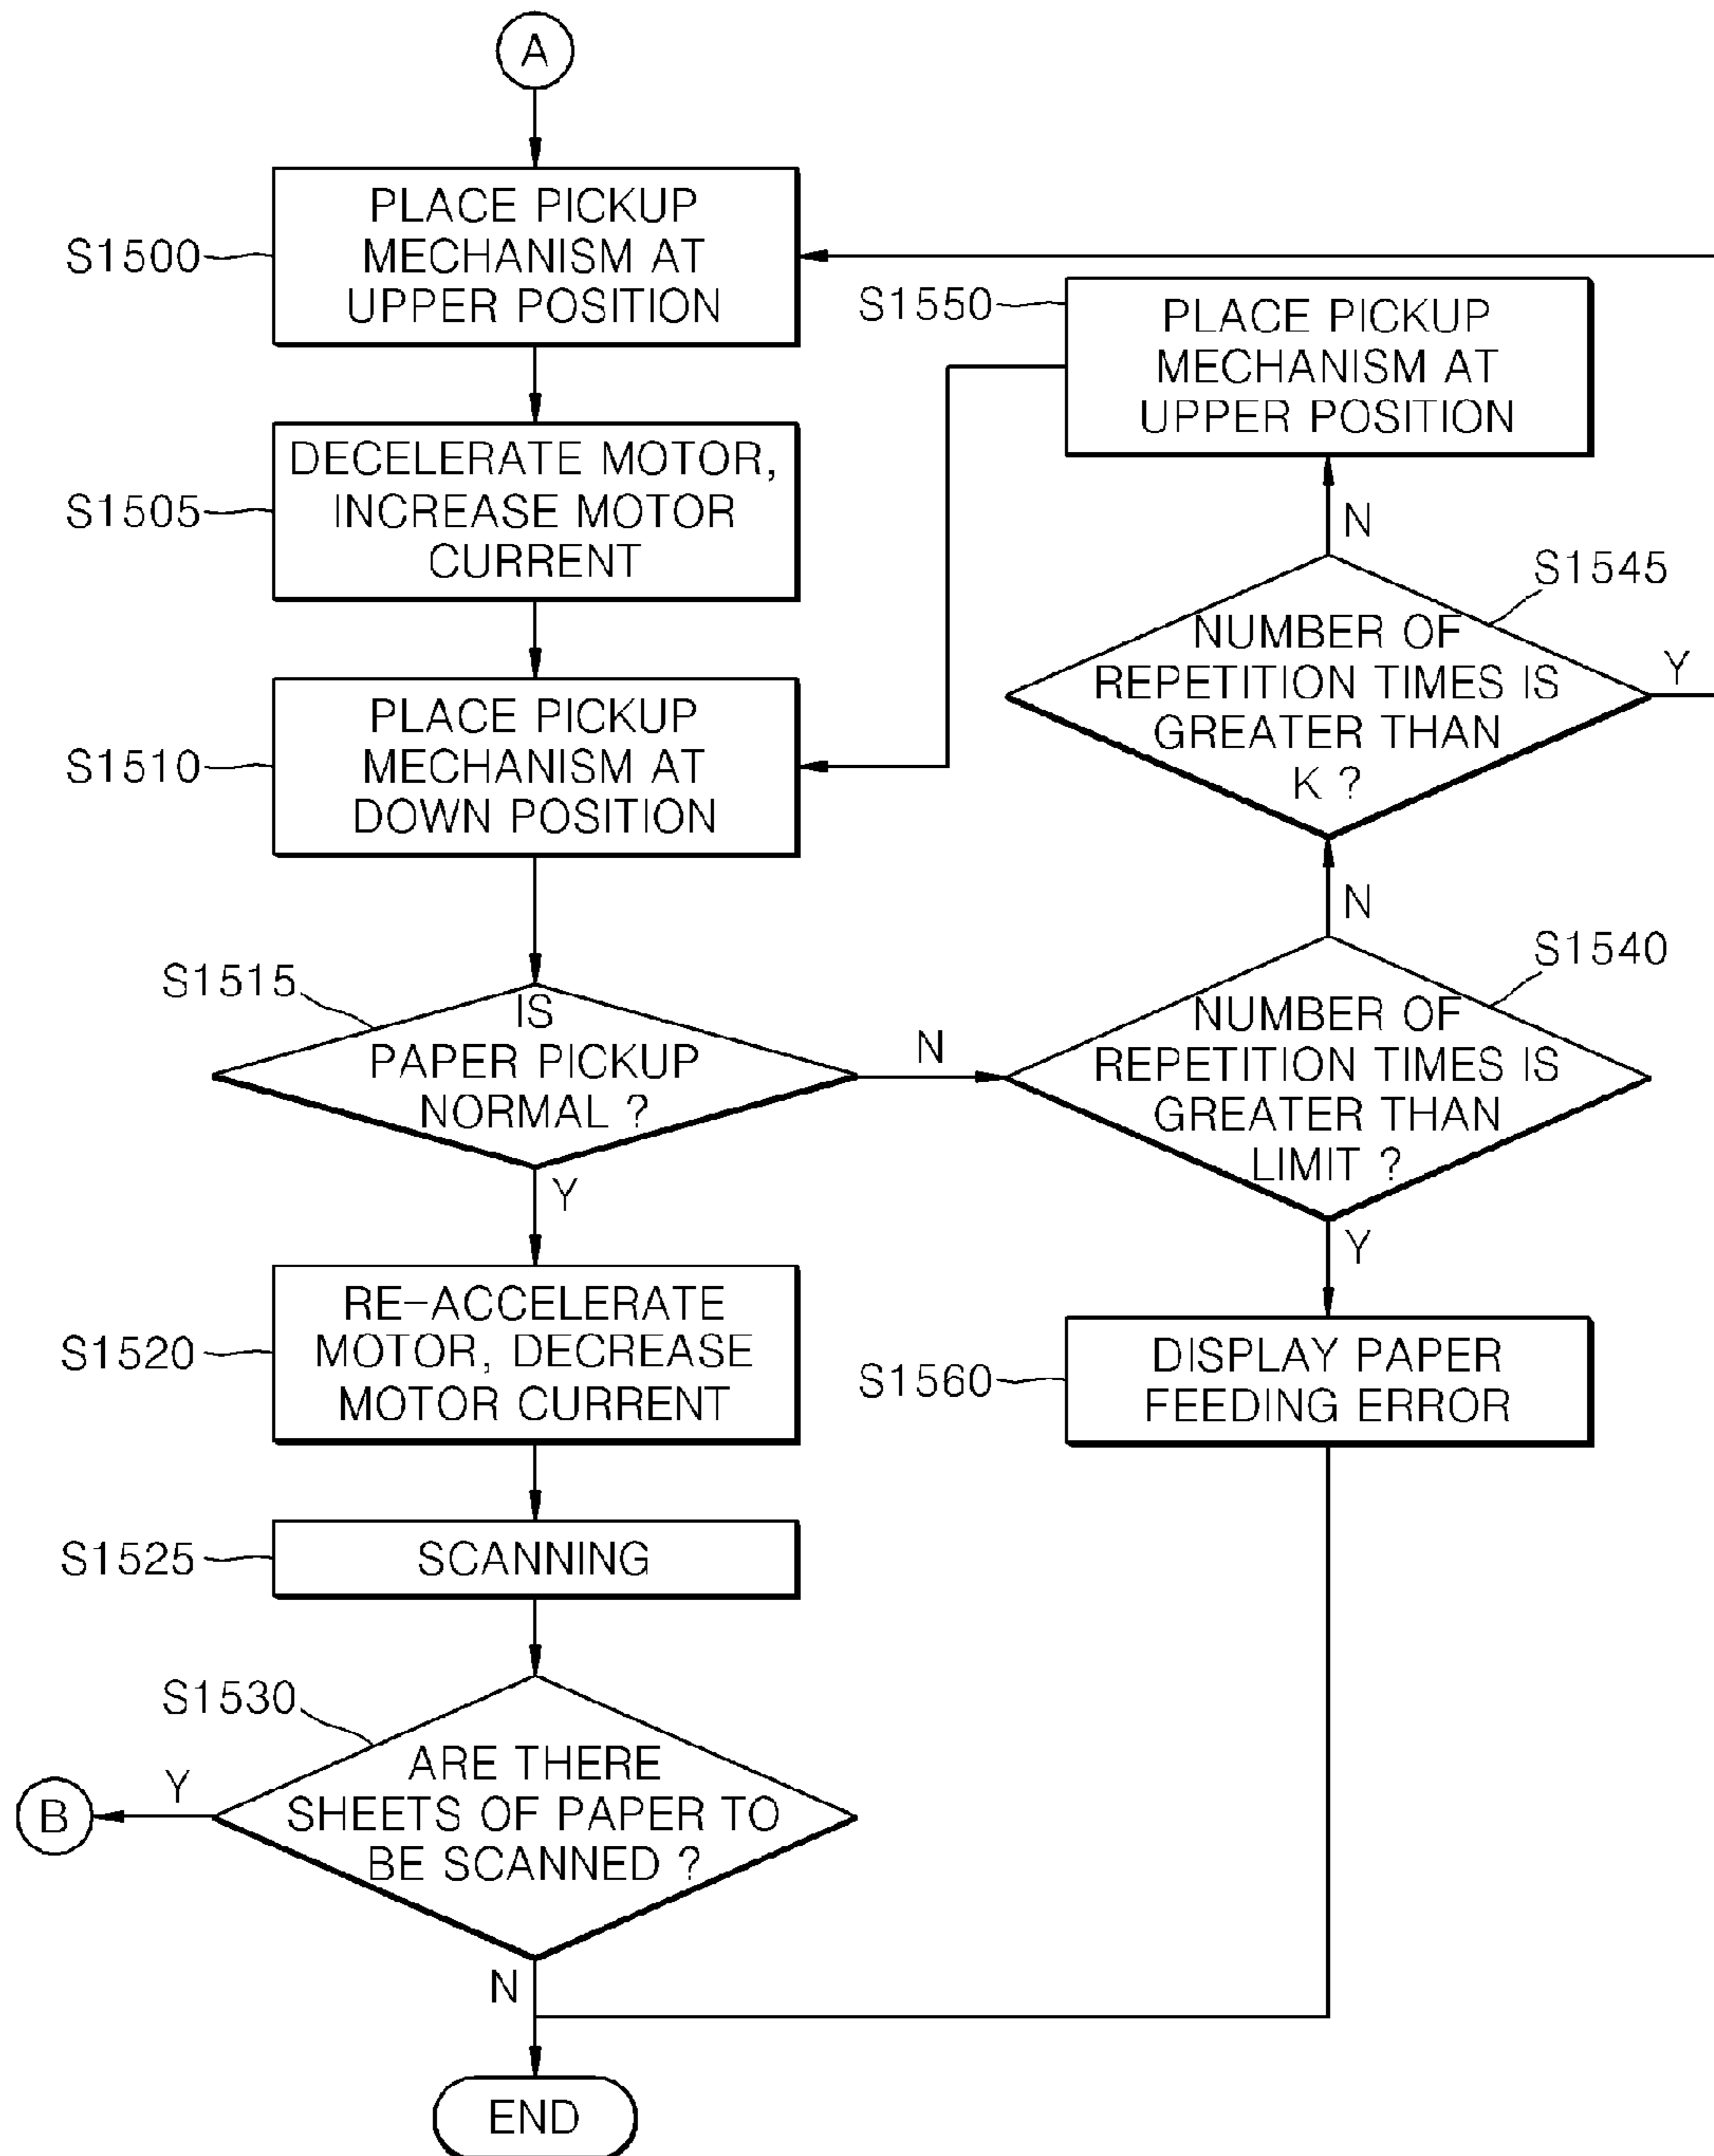 A
S1500
PLACE PICKUP
MECHANISM AT
UPPER POSITION
S1505
DECELERATE MOTOR,
INCREASE MOTOR
CURRENT
S1510
PLACE PICKUP
MECHANISM AT
DOWN POSITION
S1515
IS
PAPER PICKUP
NORMAL ?
N
Y
S1520
RE-ACCELERATE
MOTOR, DECREASE
MOTOR CURRENT
S1525
SCANNING
S1530
ARE THERE
SHEETS OF PAPER TO
BE SCANNED ?
Y
B
N
END
S1550
PLACE PICKUP
MECHANISM AT
UPPER POSITION
N
S1545
NUMBER OF
REPETITION TIMES IS
GREATER THAN
K ?
Y
N
S1540
NUMBER OF
REPETITION TIMES IS
GREATER THAN
LIMIT ?
Y
S1560
DISPLAY PAPER
FEEDING ERROR